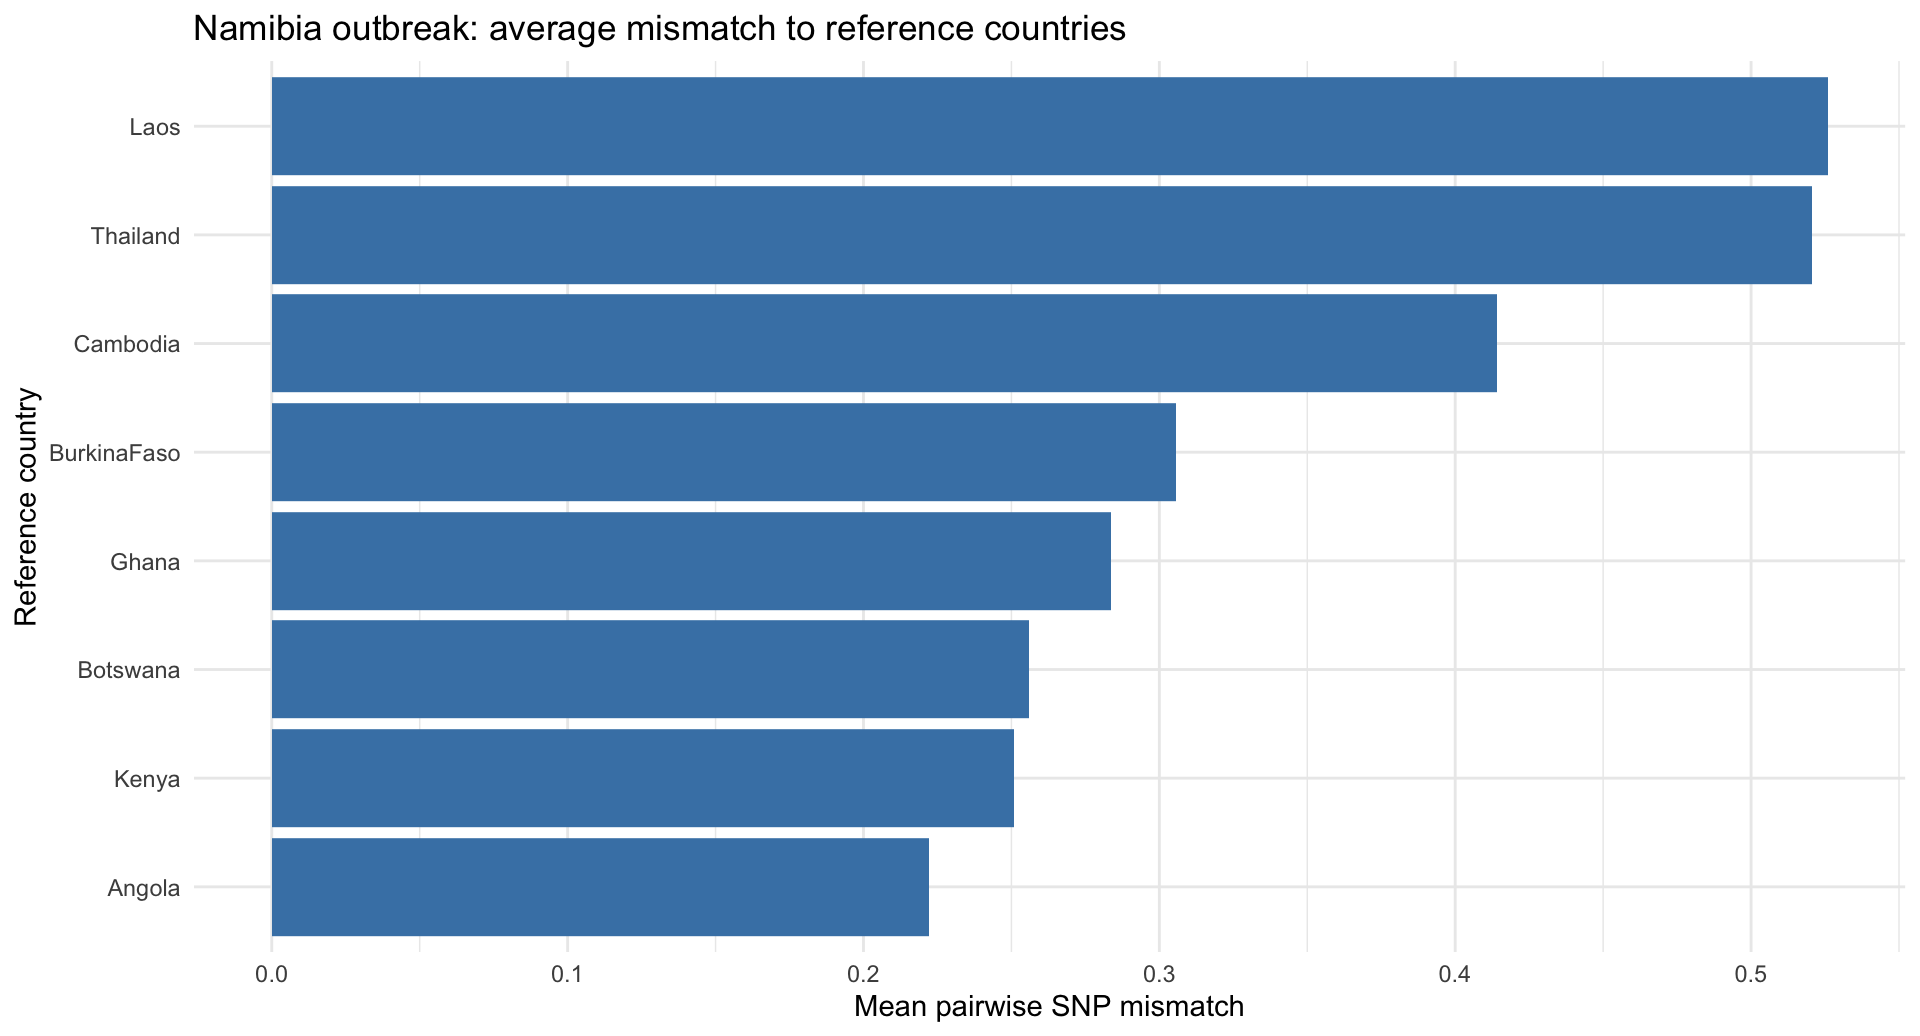 Namibia outbreak: average mismatch to reference countries
Reference country
Laos
Thailand
Cambodia
BurkinaFaso
Ghana
Botswana
Kenya
Angola
0.0 0.1 0.2 0.3 0.4 0.5
Mean pairwise SNP mismatch